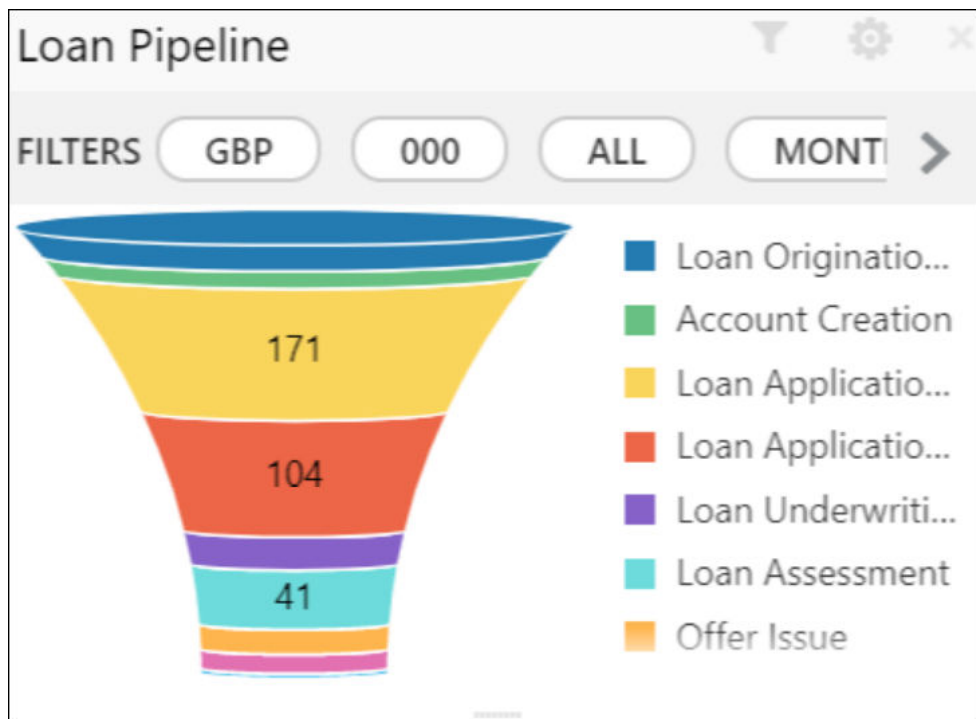 Loan Pipeline
FILTERS GBP 000 ALL MONT
Loan Originatio...
Account Creation
171
Loan Applicatio...
Loan Applicatio...
104
Loan Underwriti...
Loan Assessment
41
Offer Issue